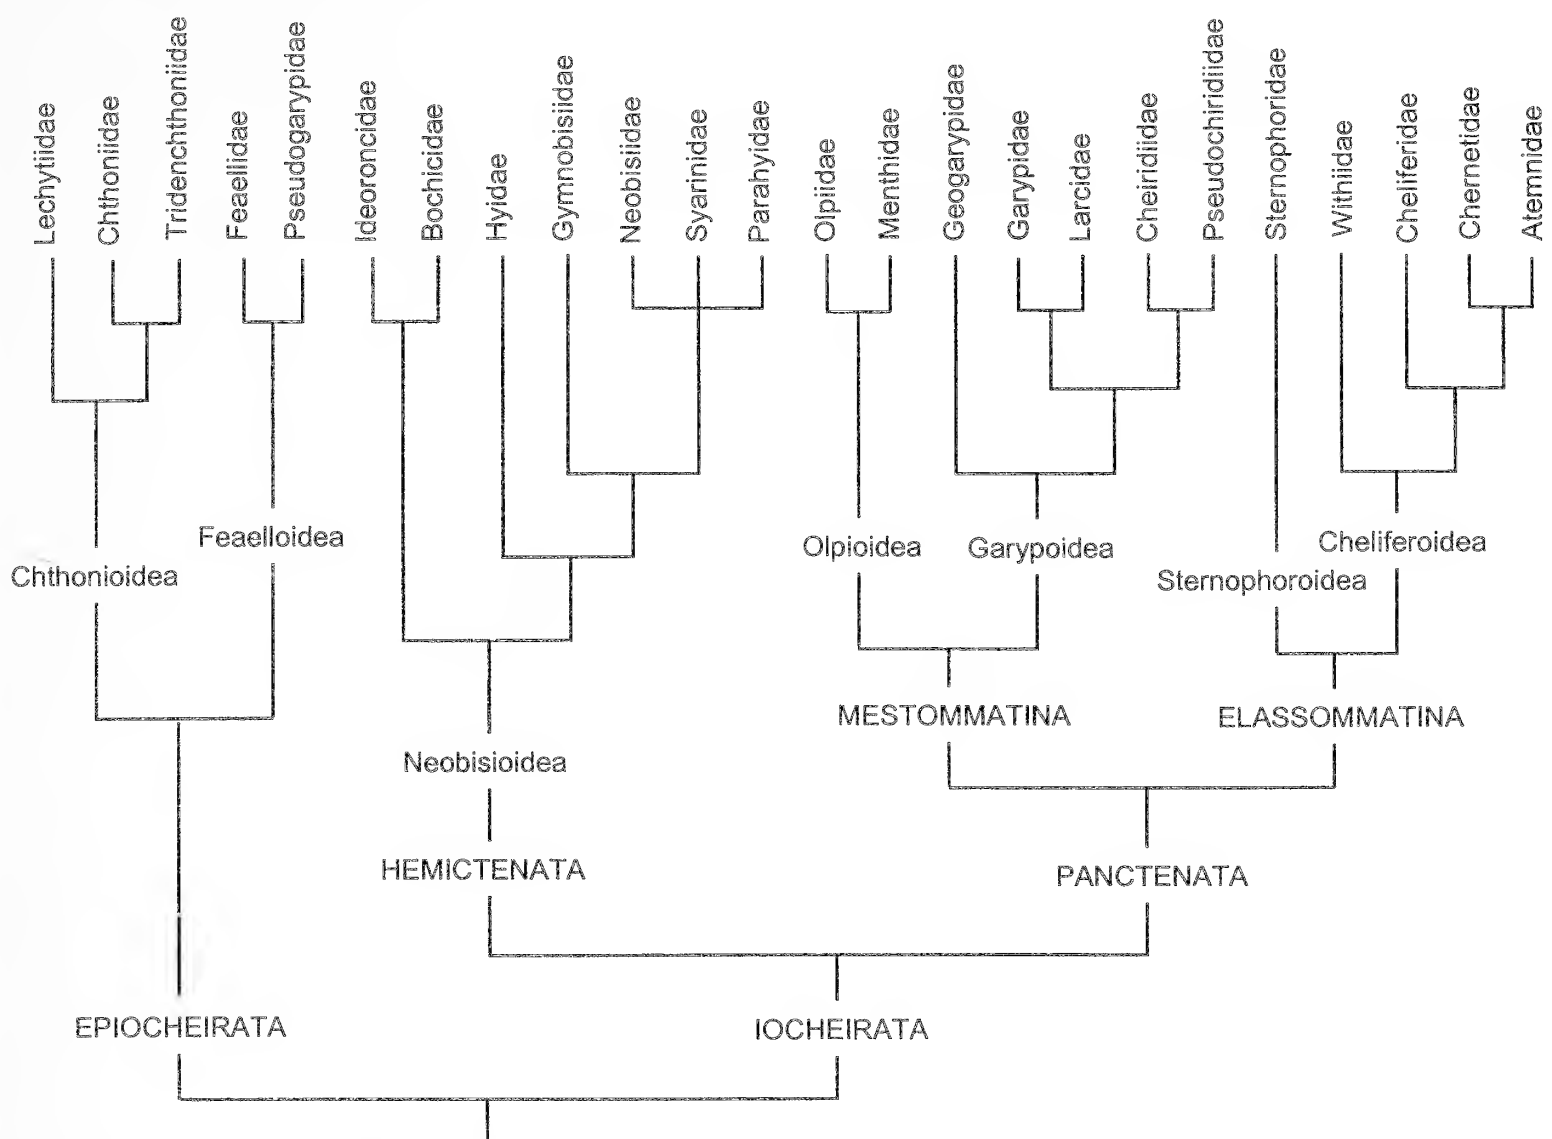 Lechytiidae
Chthoniidae
Tridenchthoniidae
Feaellidae
Pseudogarypidae
Ideoroncidae
Bochicidae
Hyidae
Gymnobisiidae
Neobisiidae
Syarinidae
Parahyidae
Olpiidae
Menthidae
Geogarypidae
Garypidae
Larcidae
Cheiridiidae
Pseudochiridiidae
Sternophoridae
Withiidae
Cheliferidae
Chernetidae
Atemnidae
Feaelloidea
Chthonioidea
Olpioidea
Garypoidea
Cheliferoidea
Sternophoroidea
MESTOMMATINA
ELASSOMMATINA
Neobisioidea
HEMICTENATA
PANCTENATA
EPIOCHEIRATA
IOCHEIRATA